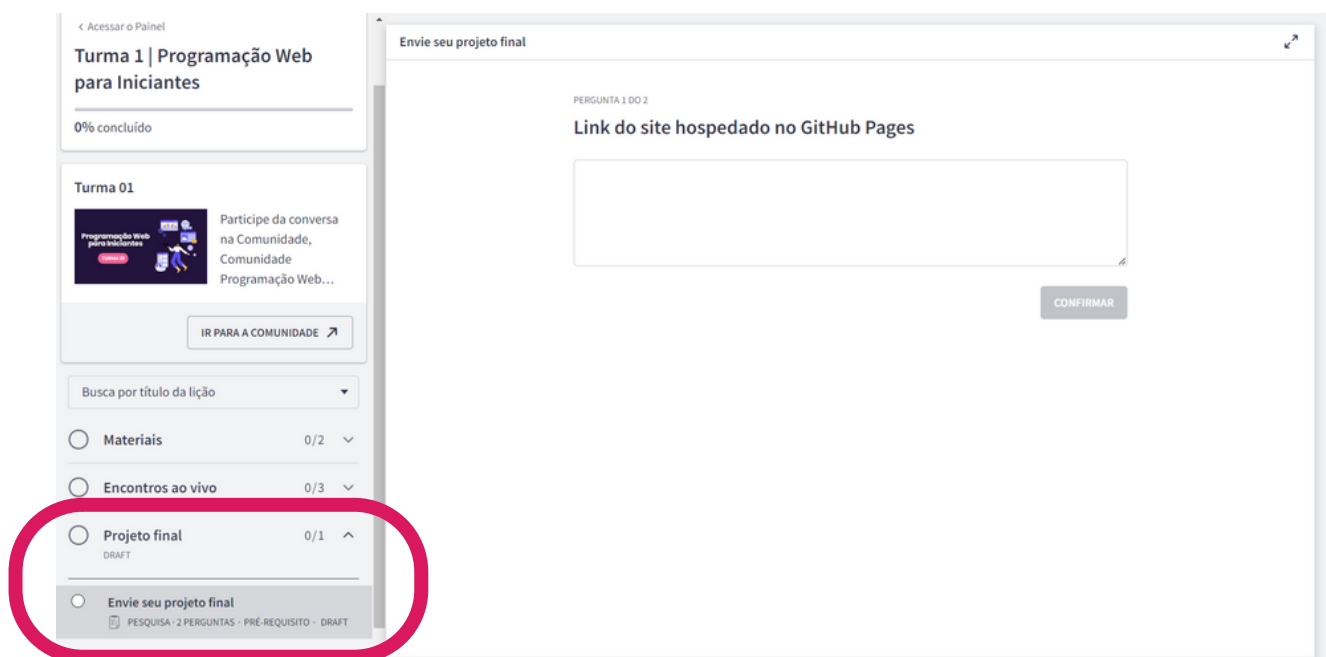 < Acessar o Painel
Turma 1 | Programação Web
para Iniciantes
0% concluído
Turma 01
Programação Web
para Iniciantes
Participe da conversa
na Comunidade,
Comunidade
Programação Web...
IR PARA A COMUNIDADE
Busca por título da lição
Materiais 0/2
Encontros ao vivo 0/3
Projeto final 0/1
DRAFT
Envie seu projeto final
PESQUISA · 2 PERGUNTAS · PRÉ-REQUISITO · DRAFT
Envie seu projeto final
PERGUNTA 1 DO 2
Link do site hospedado no GitHub Pages
CONFIRMAR